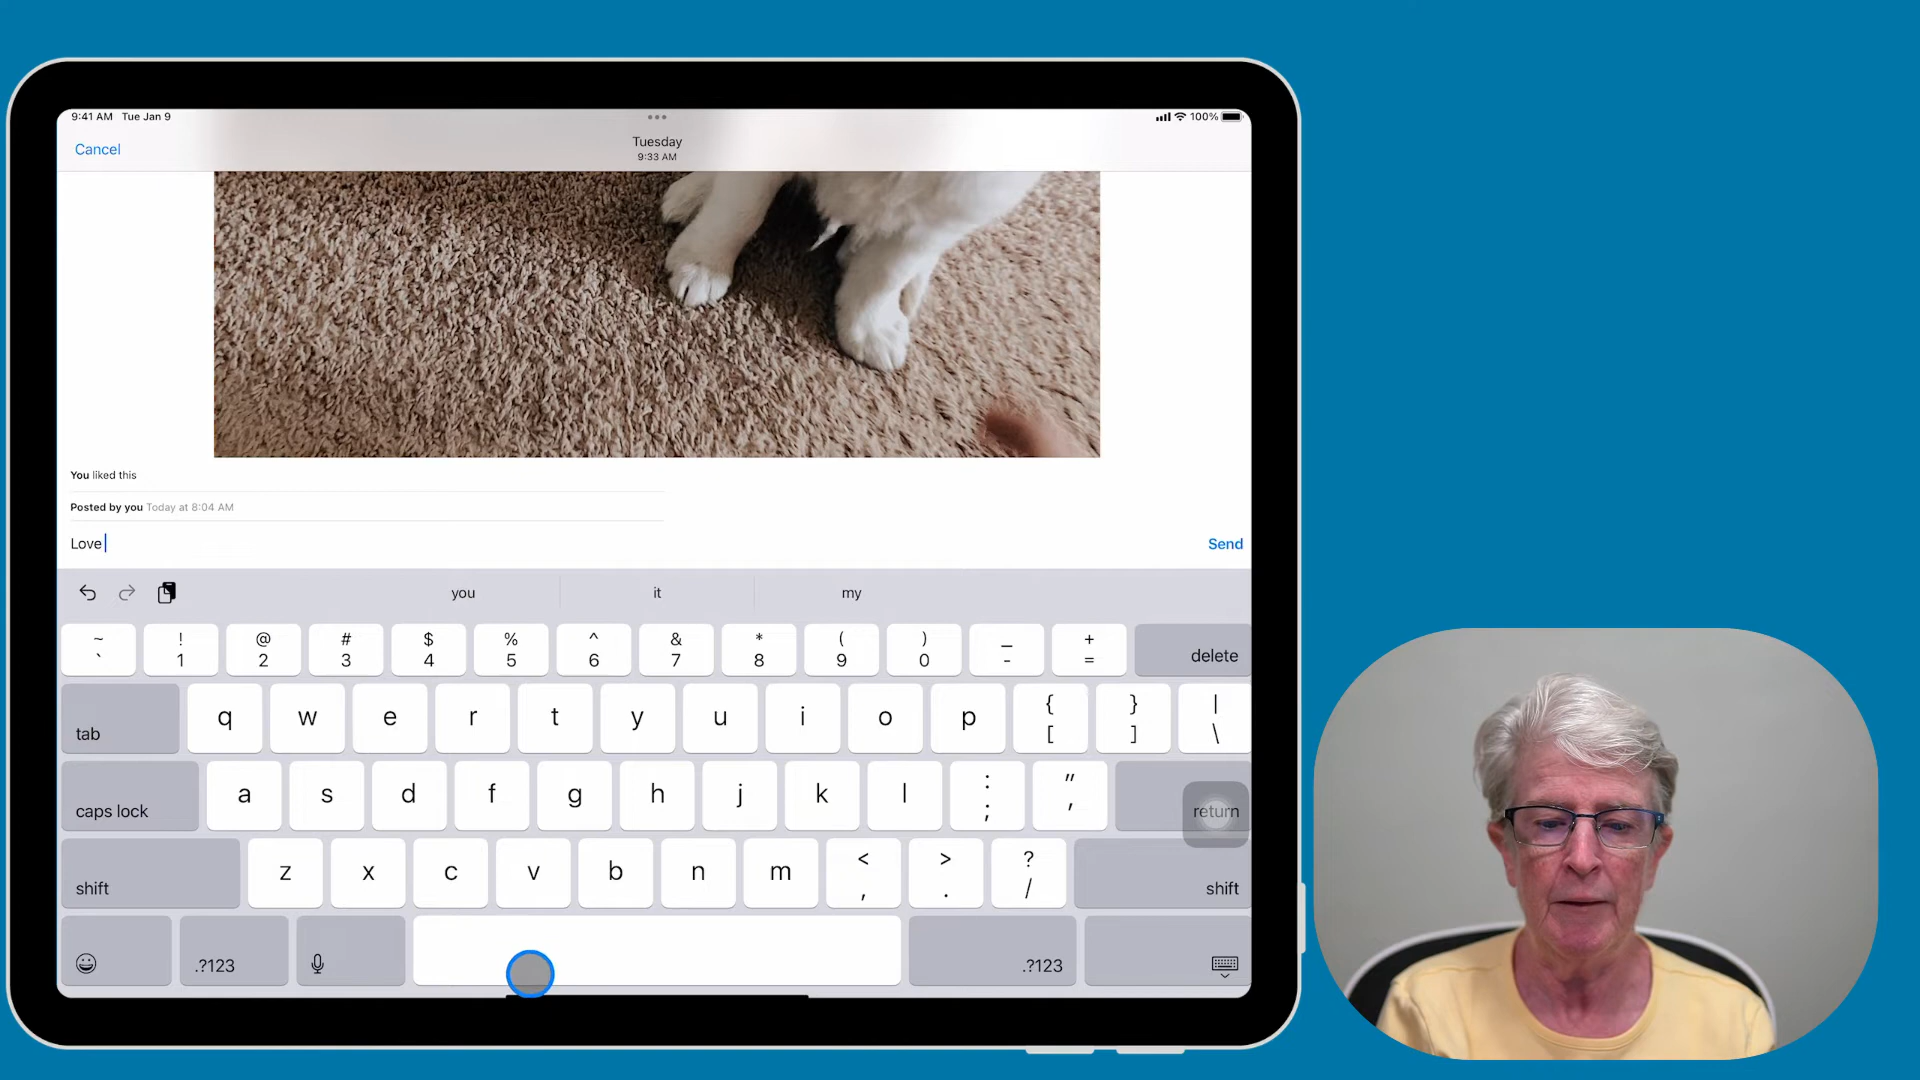 9:41 AM Tue Jan 9
100%
Cancel
Tuesday
9:33 AM
You liked this
Posted by you Today at 8:04 AM
Love
Send
you it my
~ ! @ # $ % ^ & * ( ) _ +
` 1 2 3 4 5 6 7 8 9 0 - = delete
tab q w e r t y u i o p { [ } ] | \
caps lock a s d f g h j k l : ; " ' return
shift z x c v b n m < , > . ? / shift
.?123 .?123